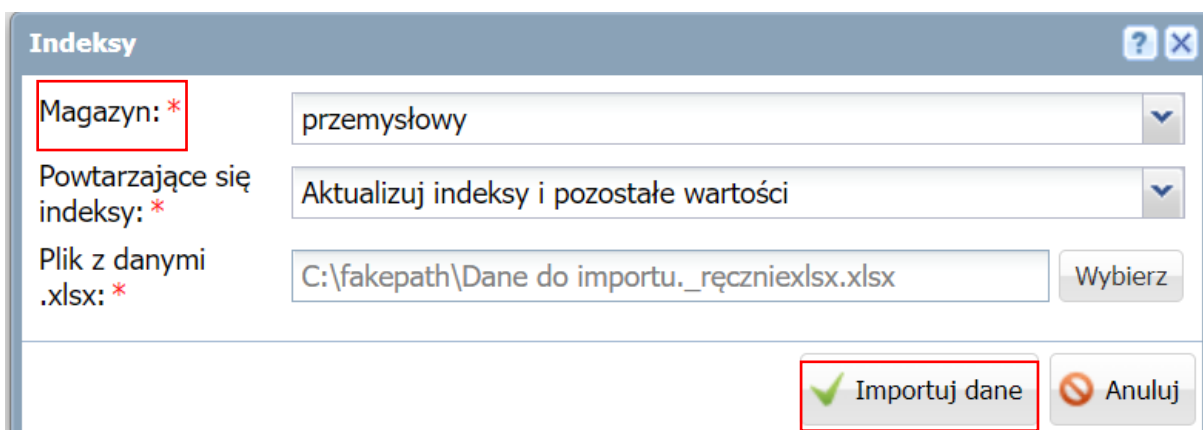 Indeksy
Magazyn: *
przemysłowy
Powtarzające się
indeksy: *
Aktualizuj indeksy i pozostałe wartości
Plik z danymi
.xlsx: *
C:\fakepath\Dane do importu._ręczniexlsx.xlsx
Wybierz
Importuj dane
Anuluj